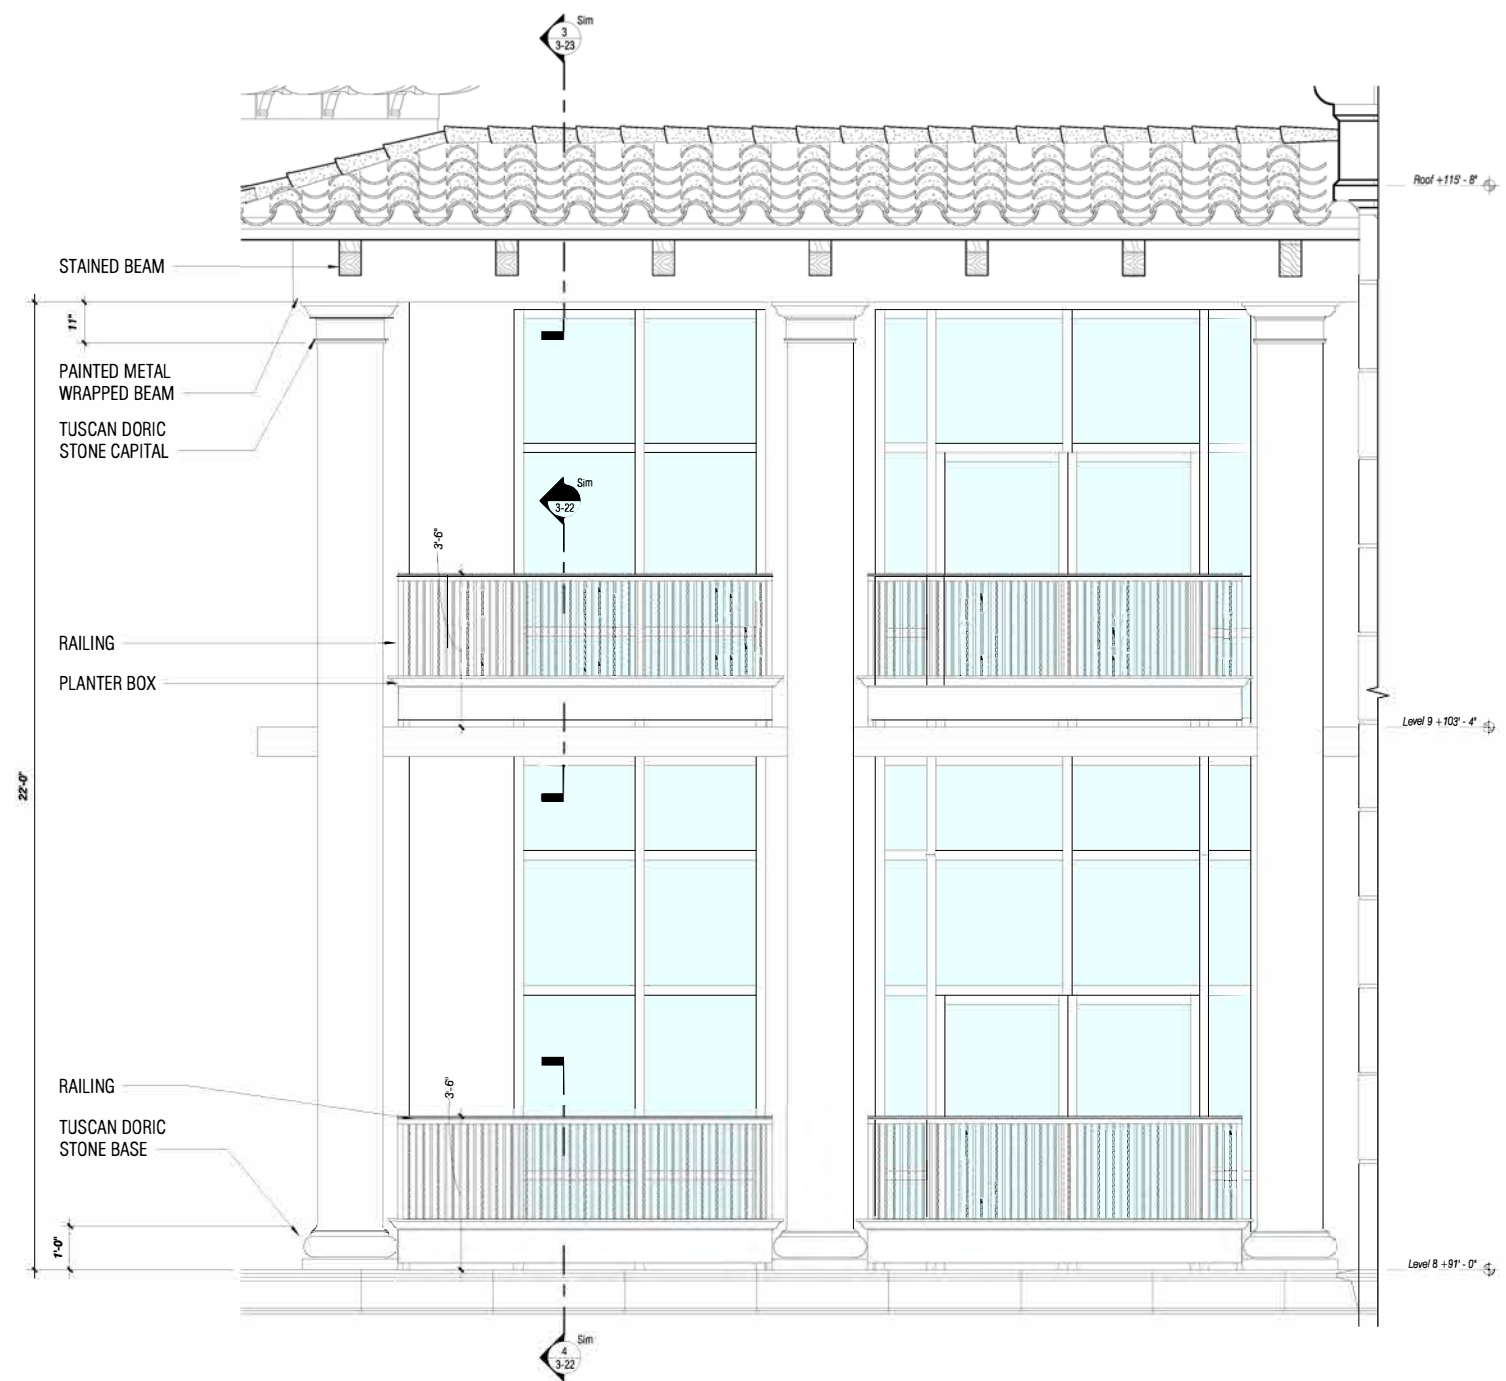 Sim
3
3-23
Roof +115' - 8"
STAINED BEAM
11"
PAINTED METAL
WRAPPED BEAM
TUSCAN DORIC
STONE CAPITAL
Sim
3-22
3'-6"
RAILING
PLANTER BOX
Level 9 +103' - 4"
22'-0"
RAILING
3'-6"
TUSCAN DORIC
STONE BASE
1'-0"
Level 8 +91' - 0"
Sim
4
3-22